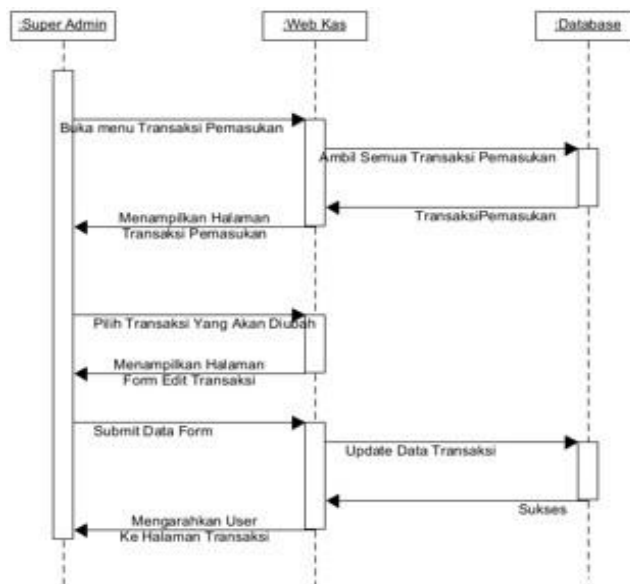 :Super Admin
:Web Kas
:Database
Buka menu Transaksi Pemasukan
Ambil Semua Transaksi Pemasukan
TransaksiPemasukan
Menampilkan Halaman
Transaksi Pemasukan
Pilih Transaksi Yang Akan Diubah
Menampilkan Halaman
Form Edit Transaksi
Submit Data Form
Update Data Transaksi
Sukses
Mengarahkan User
Ke Halaman Transaksi